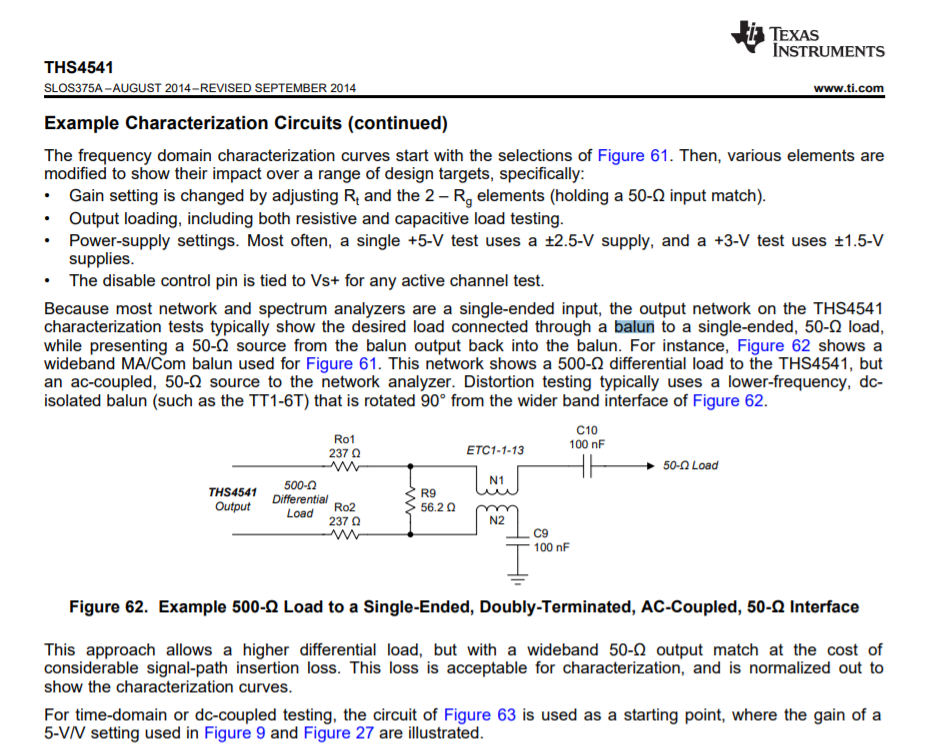 TEXAS
INSTRUMENTS
THS4541
SLOS375A –AUGUST 2014–REVISED SEPTEMBER 2014
www.ti.com
Example Characterization Circuits (continued)
The frequency domain characterization curves start with the selections of Figure 61. Then, various elements are
modified to show their impact over a range of design targets, specifically:
• Gain setting is changed by adjusting Rt and the 2 – Rg elements (holding a 50-Ω input match).
• Output loading, including both resistive and capacitive load testing.
• Power-supply settings. Most often, a single +5-V test uses a ±2.5-V supply, and a +3-V test uses ±1.5-V
supplies.
• The disable control pin is tied to Vs+ for any active channel test.
Because most network and spectrum analyzers are a single-ended input, the output network on the THS4541
characterization tests typically show the desired load connected through a balun to a single-ended, 50-Ω load,
while presenting a 50-Ω source from the balun output back into the balun. For instance, Figure 62 shows a
wideband MA/Com balun used for Figure 61. This network shows a 500-Ω differential load to the THS4541, but
an ac-coupled, 50-Ω source to the network analyzer. Distortion testing typically uses a lower-frequency, dc-
isolated balun (such as the TT1-6T) that is rotated 90° from the wider band interface of Figure 62.
Ro1
237 Ω
ETC1-1-13
C10
100 nF
50-Ω Load
N1
THS4541
Output
500-Ω
Differential
Load
Ro2
237 Ω
R9
56.2 Ω
N2
C9
100 nF
Figure 62. Example 500-Ω Load to a Single-Ended, Doubly-Terminated, AC-Coupled, 50-Ω Interface
This approach allows a higher differential load, but with a wideband 50-Ω output match at the cost of
considerable signal-path insertion loss. This loss is acceptable for characterization, and is normalized out to
show the characterization curves.
For time-domain or dc-coupled testing, the circuit of Figure 63 is used as a starting point, where the gain of a
5-V/V setting used in Figure 9 and Figure 27 are illustrated.